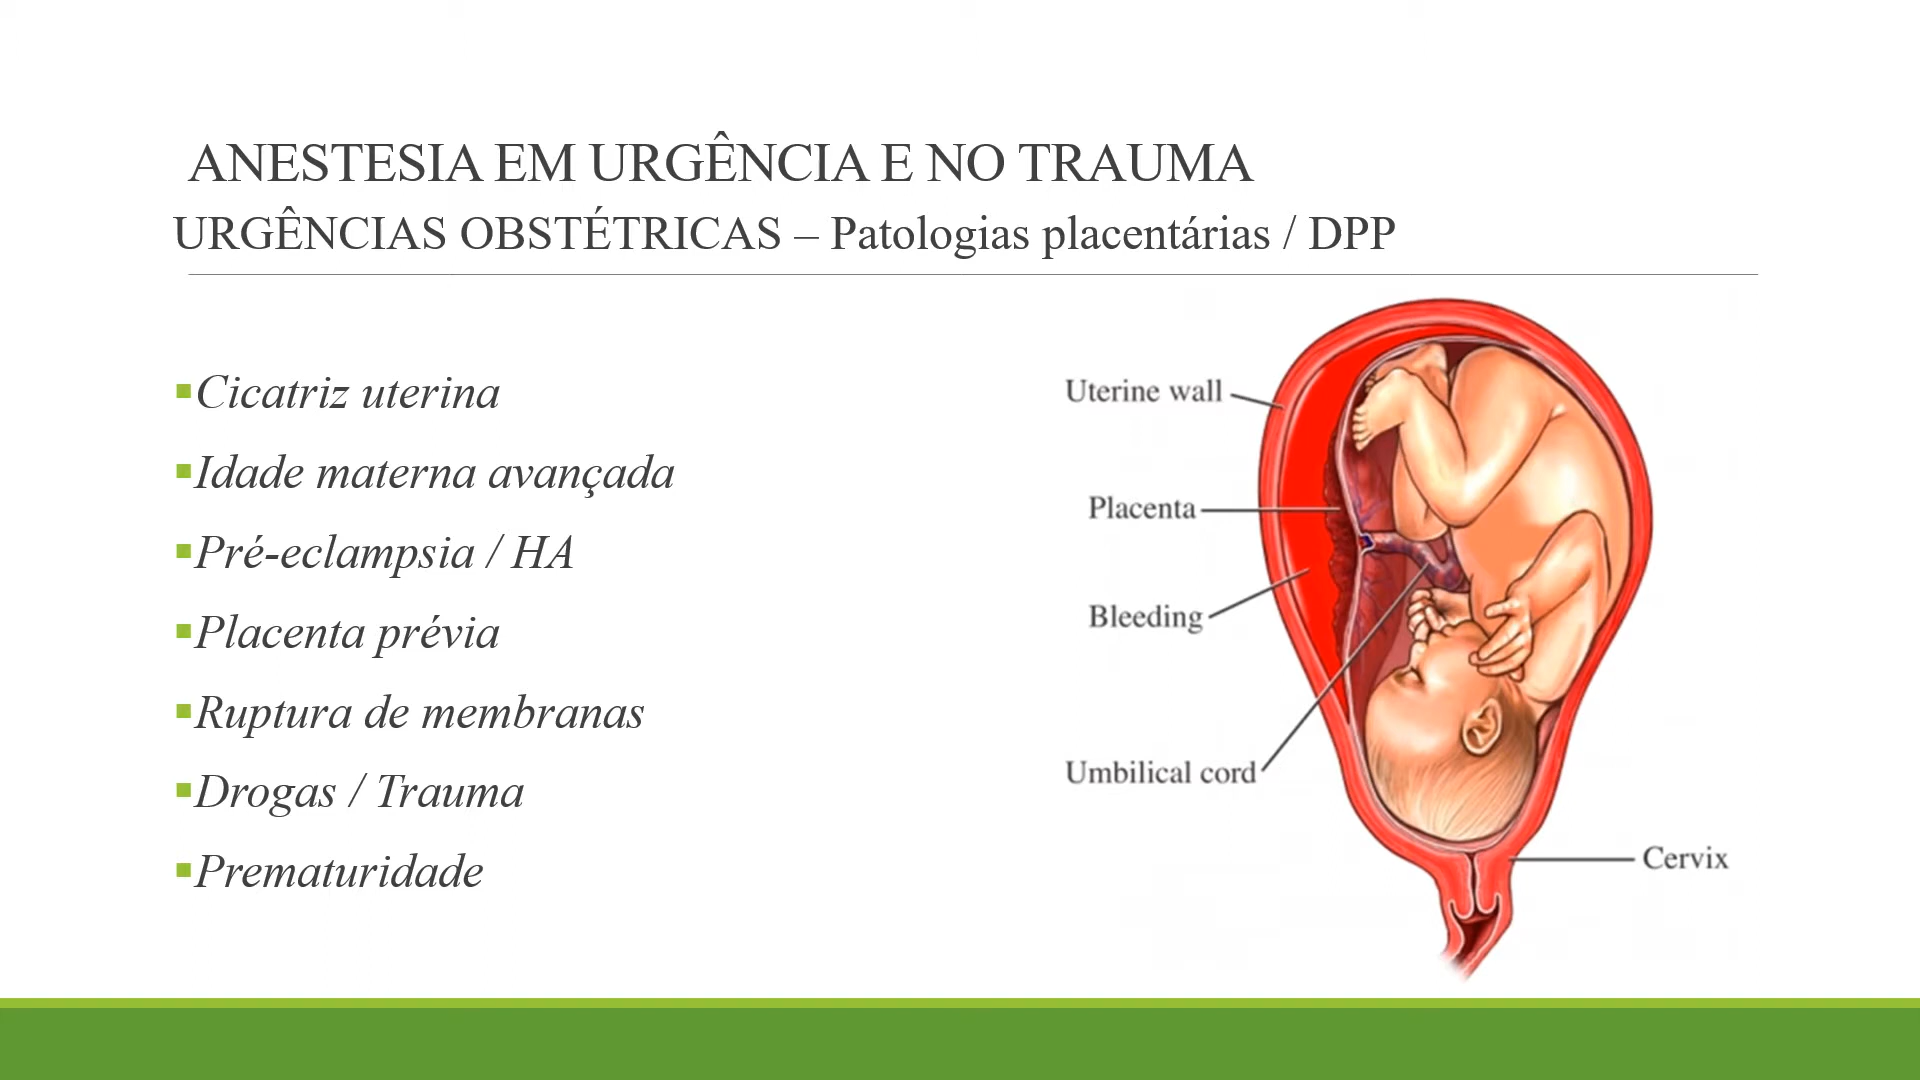 ANESTESIA EM URGÊNCIA E NO TRAUMA
URGÊNCIAS OBSTÉTRICAS – Patologias placentárias / DPP
Cicatriz uterina
Idade materna avançada
Pré-eclampsia / HA
Placenta prévia
Ruptura de membranas
Drogas / Trauma
Prematuridade
Uterine wall
Placenta
Bleeding
Umbilical cord
Cervix